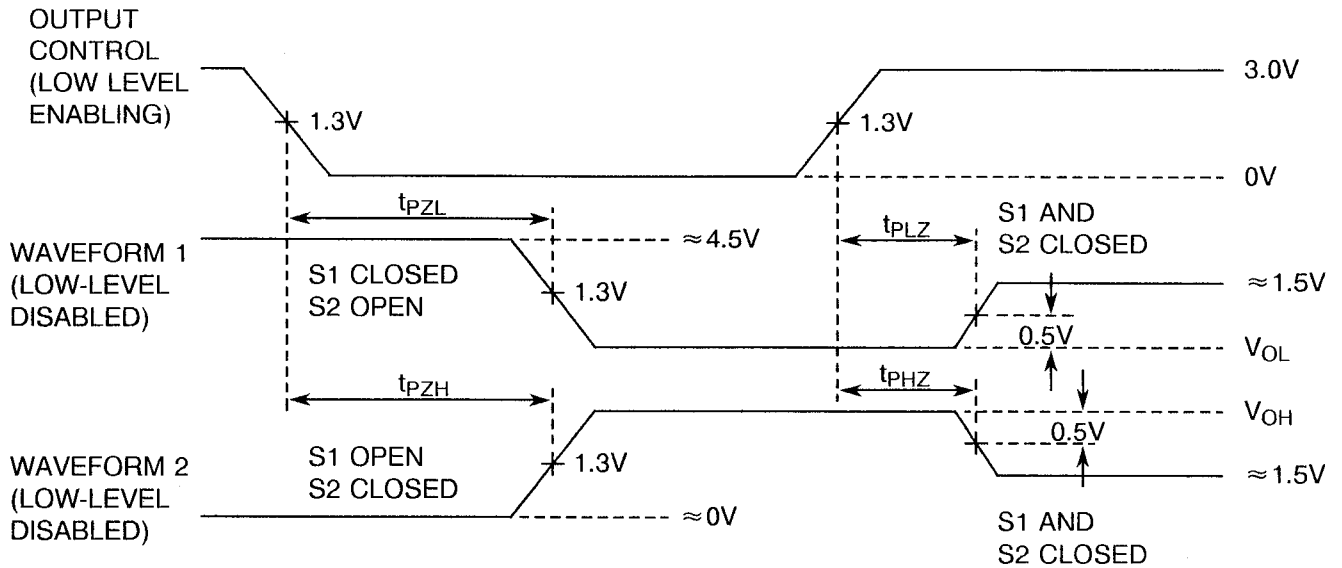 OUTPUT
CONTROL
(LOW LEVEL
ENABLING)
1.3V
1.3V
3.0V
0V
tPZL
tPLZ
S1 AND
S2 CLOSED
WAVEFORM 1
(LOW-LEVEL
DISABLED)
S1 CLOSED
S2 OPEN
≈4.5V
1.3V
≈1.5V
0.5V
VOL
tPZH
tPHZ
VOH
0.5V
WAVEFORM 2
(LOW-LEVEL
DISABLED)
S1 OPEN
S2 CLOSED
1.3V
≈0V
≈1.5V
S1 AND
S2 CLOSED